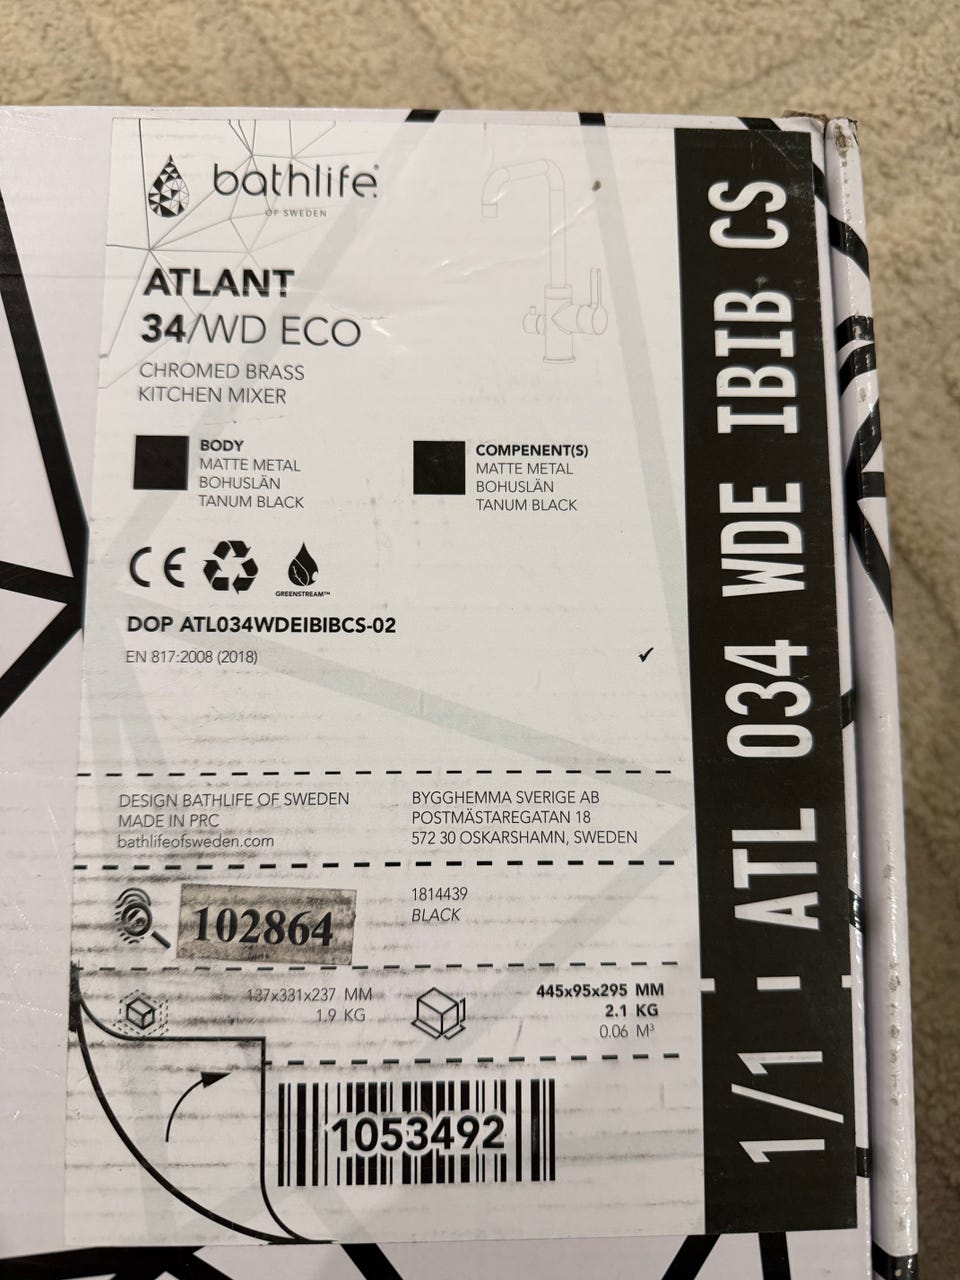 bathlife
OF SWEDEN
ATLANT
34/WD ECO
CHROMED BRASS
KITCHEN MIXER
BODY
MATTE METAL
BOHUSLÄN
TANUM BLACK
COMPENENT(S)
MATTE METAL
BOHUSLÄN
TANUM BLACK
CE
GREENSTREAM™
DOP ATL034WDEIBIBCS-02
EN 817:2008 (2018)
DESIGN BATHLIFE OF SWEDEN
MADE IN PRC
bathlifeofsweden.com
BYGGHEMMA SVERIGE AB
POSTMÄSTAREGATAN 18
572 30 OSKARSHAMN, SWEDEN
102864
1814439
BLACK
137x331x237 MM
1.9 KG
445x95x295 MM
2.1 KG
0.06 M³
1053492
1/1 - ATL 034 WDE IBIB CS